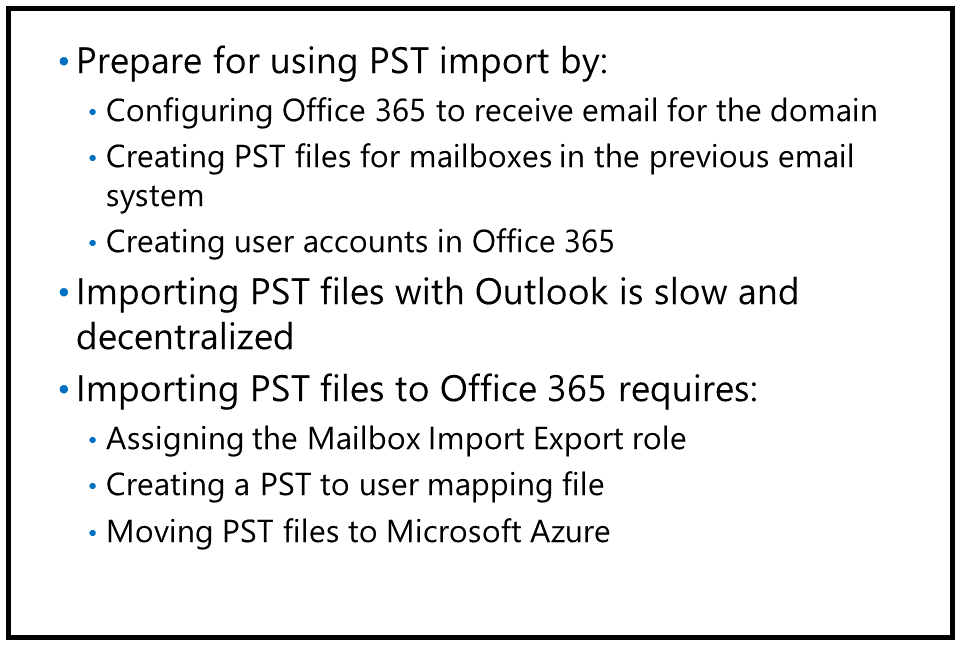 • Prepare for using PST import by:
• Configuring Office 365 to receive email for the domain
• Creating PST files for mailboxes in the previous email
system
• Creating user accounts in Office 365
• Importing PST files with Outlook is slow and
decentralized
• Importing PST files to Office 365 requires:
• Assigning the Mailbox Import Export role
• Creating a PST to user mapping file
• Moving PST files to Microsoft Azure